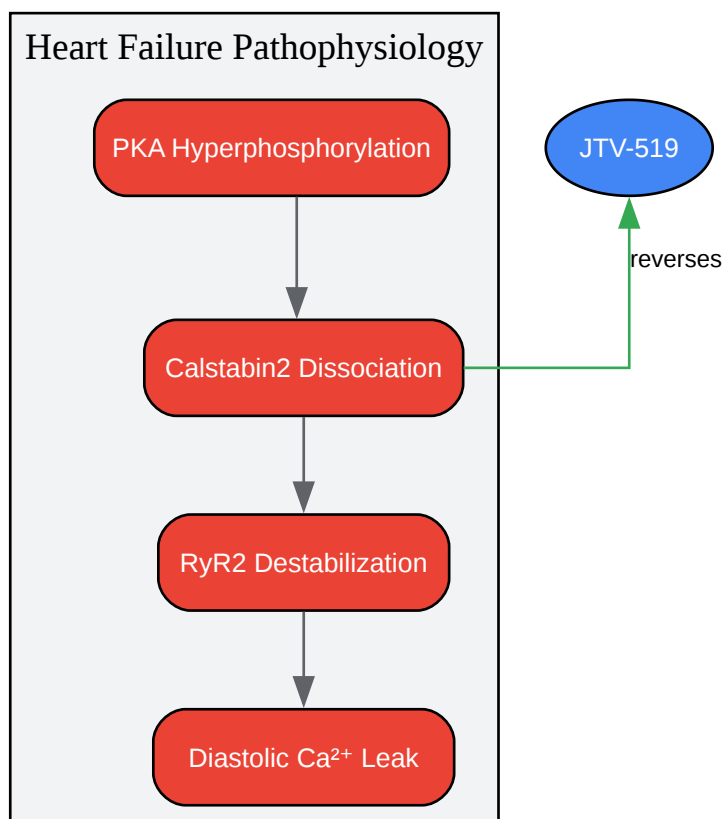 Heart Failure Pathophysiology
PKA Hyperphosphorylation
JTV-519
reverses
Calstabin2 Dissociation
RyR2 Destabilization
Diastolic Ca²⁺ Leak